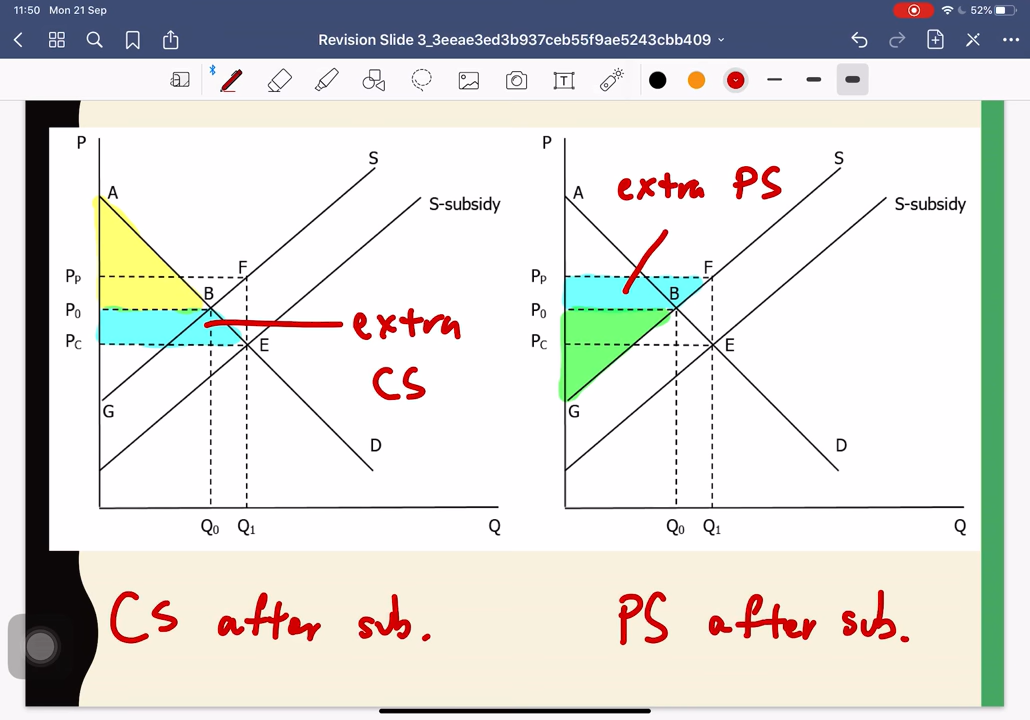 11:50 Mon 21 Sep
52%
Revision Slide 3_3eeae3ed3b937ceb55f9ae5243cbb409
T
P
S
A
S-subsidy
Pp
F
B
P0
PC
E
extra
CS
G
D
Q0 Q1 Q
P
S
extra PS
A
S-subsidy
Pp
F
B
P0
PC
E
G
D
Q0 Q1 Q
CS after sub.
PS after sub.